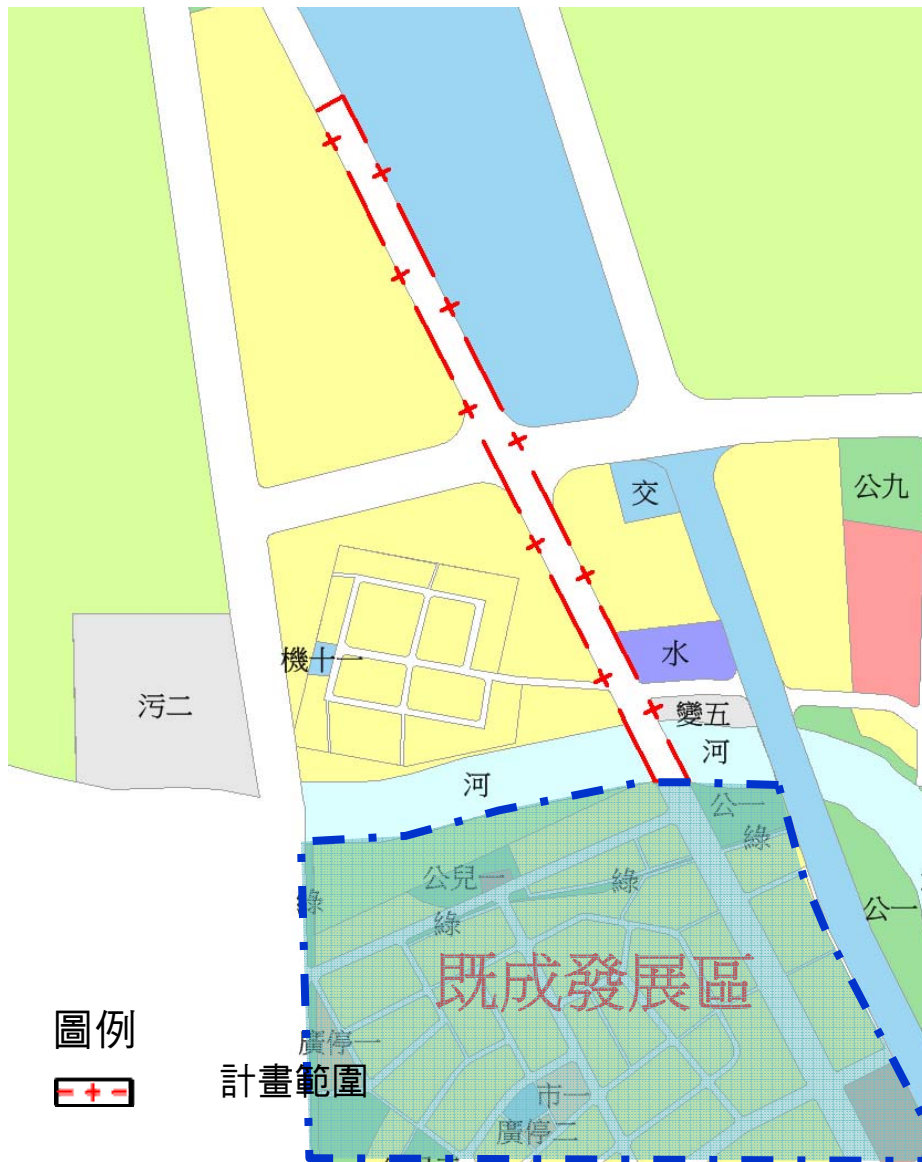 交
公九
水
機十一
污二
變五
河
河
公一
綠
公兒一
綠
綠
綠
公一
既成發展區
圖例
廣停一
計畫範圍
市一
廣停二